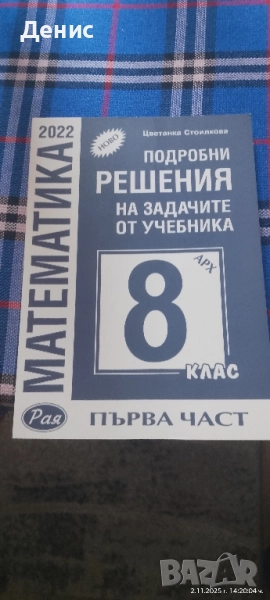 Денис
2022
НОВО
Цветанка Стоилкова
МАТЕМАТИКА
ПОДРОБНИ
РЕШЕНИЯ
НА ЗАДАЧИТЕ
ОТ УЧЕБНИКА
АРХ
8
КЛАС
Рая
ПЪРВА ЧАСТ
BAZAR
2.11.2025 г. 14:20:04 ч.